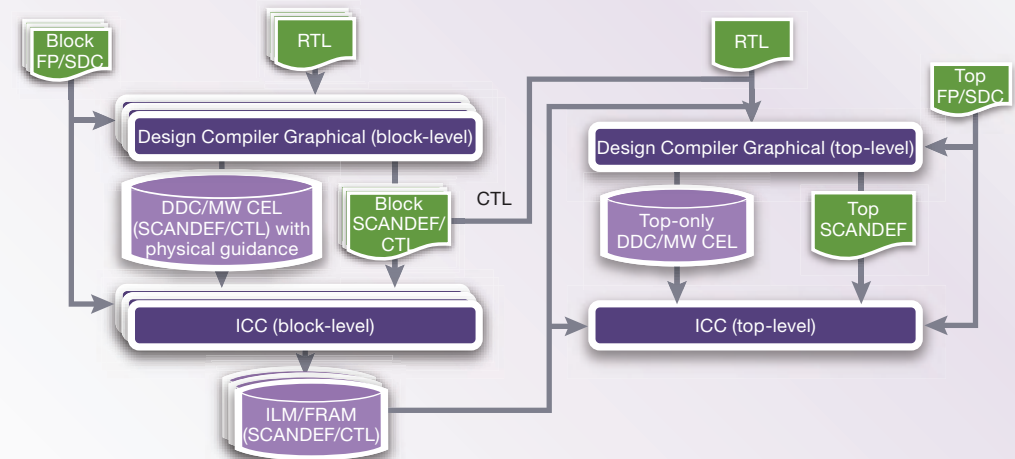 Block
FP/SDC
RTL
Design Compiler Graphical (block-level)
DDC/MW CEL
(SCANDEF/CTL) with
physical guidance
Block
SCANDEF/
CTL
CTL
ICC (block-level)
ILM/FRAM
(SCANDEF/CTL)
RTL
Top
FP/SDC
Design Compiler Graphical (top-level)
Top-only
DDC/MW CEL
Top
SCANDEF
ICC (top-level)